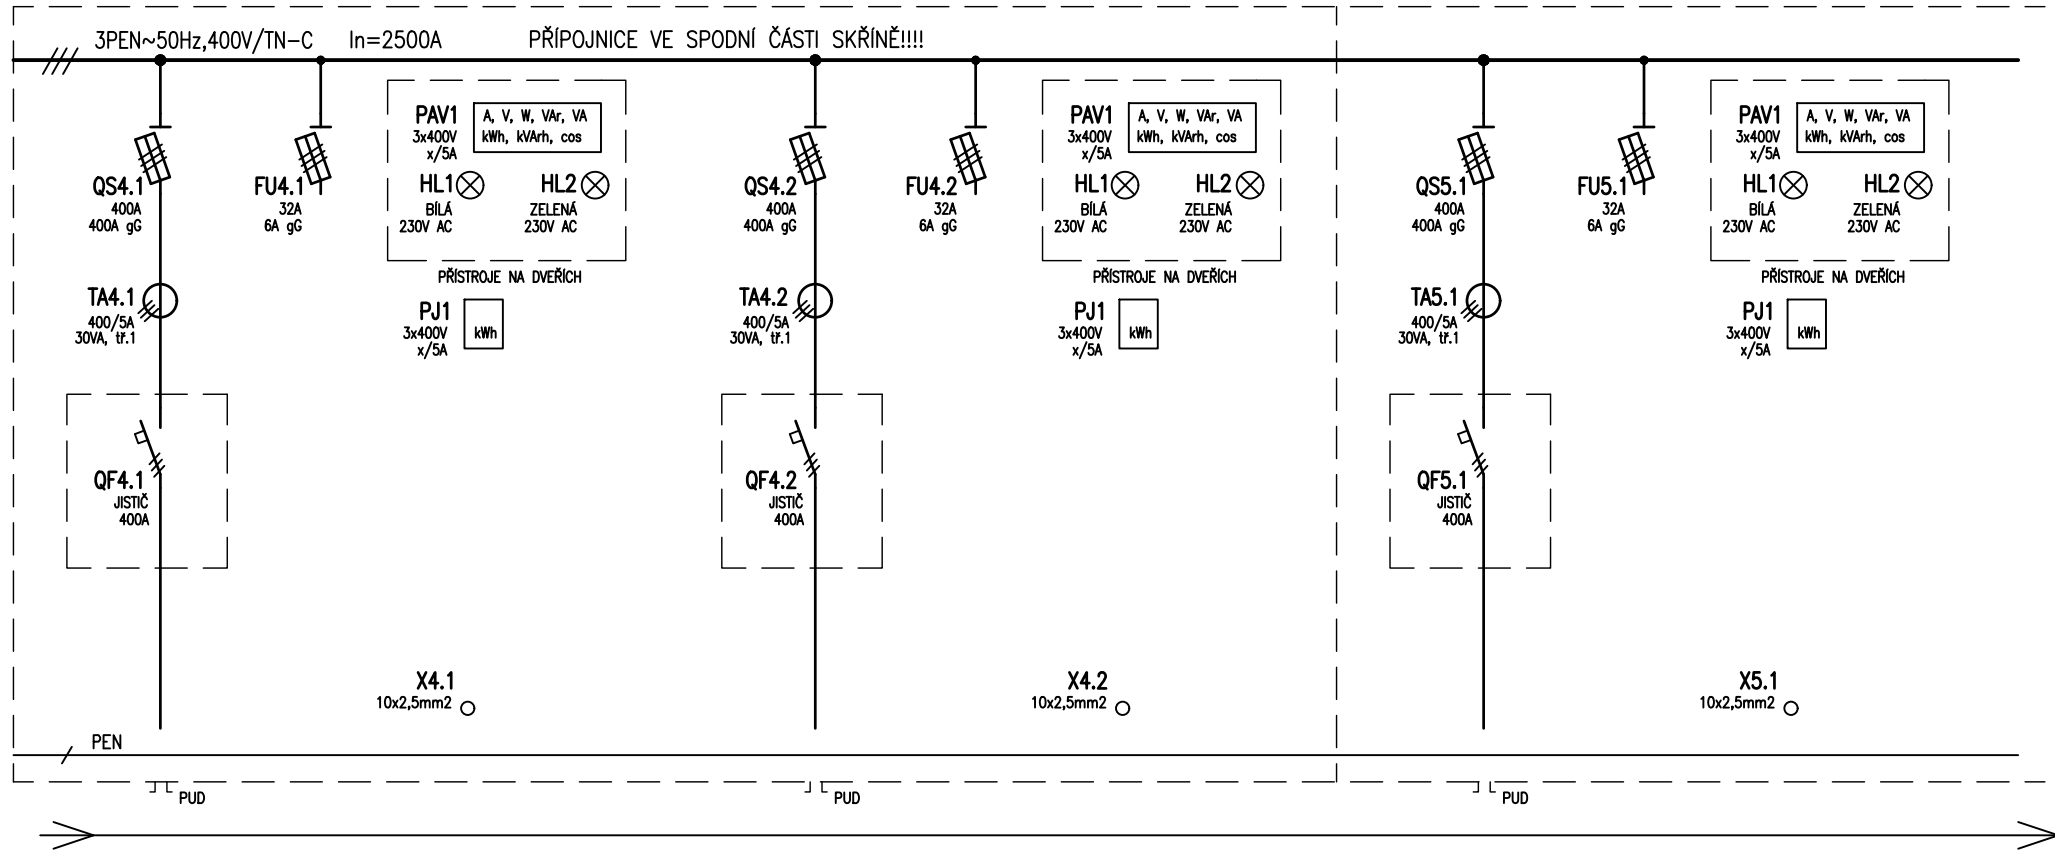 3PEN~50Hz,400V/TN-C In=2500A PŘÍPOJNICE VE SPODNÍ ČÁSTI SKŘÍNĚ!!!!
QS4.1
400A
400A gG
FU4.1
32A
6A gG
PAV1
3x400V
x/5A
A, V, W, VAr, VA
kWh, kVArh, cos
HL1
BÍLÁ
230V AC
HL2
ZELENÁ
230V AC
PŘÍSTROJE NA DVEŘÍCH
TA4.1
400/5A
30VA, tř.1
PJ1
3x400V
x/5A
kWh
QF4.1
JISTIČ
400A
X4.1
10x2,5mm2
QS4.2
400A
400A gG
FU4.2
32A
6A gG
PAV1
3x400V
x/5A
A, V, W, VAr, VA
kWh, kVArh, cos
HL1
BÍLÁ
230V AC
HL2
ZELENÁ
230V AC
PŘÍSTROJE NA DVEŘÍCH
TA4.2
400/5A
30VA, tř.1
PJ1
3x400V
x/5A
kWh
QF4.2
JISTIČ
400A
X4.2
10x2,5mm2
QS5.1
400A
400A gG
FU5.1
32A
6A gG
PAV1
3x400V
x/5A
A, V, W, VAr, VA
kWh, kVArh, cos
HL1
BÍLÁ
230V AC
HL2
ZELENÁ
230V AC
PŘÍSTROJE NA DVEŘÍCH
TA5.1
400/5A
30VA, tř.1
PJ1
3x400V
x/5A
kWh
QF5.1
JISTIČ
400A
X5.1
10x2,5mm2
PEN
PUD
PUD
PUD